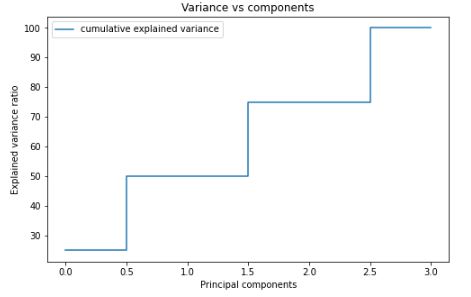 Variance vs components
cumulative explained variance
Explained variance ratio
100
90
80
70
60
50
40
30
0.0 0.5 1.0 1.5 2.0 2.5 3.0
Principal components